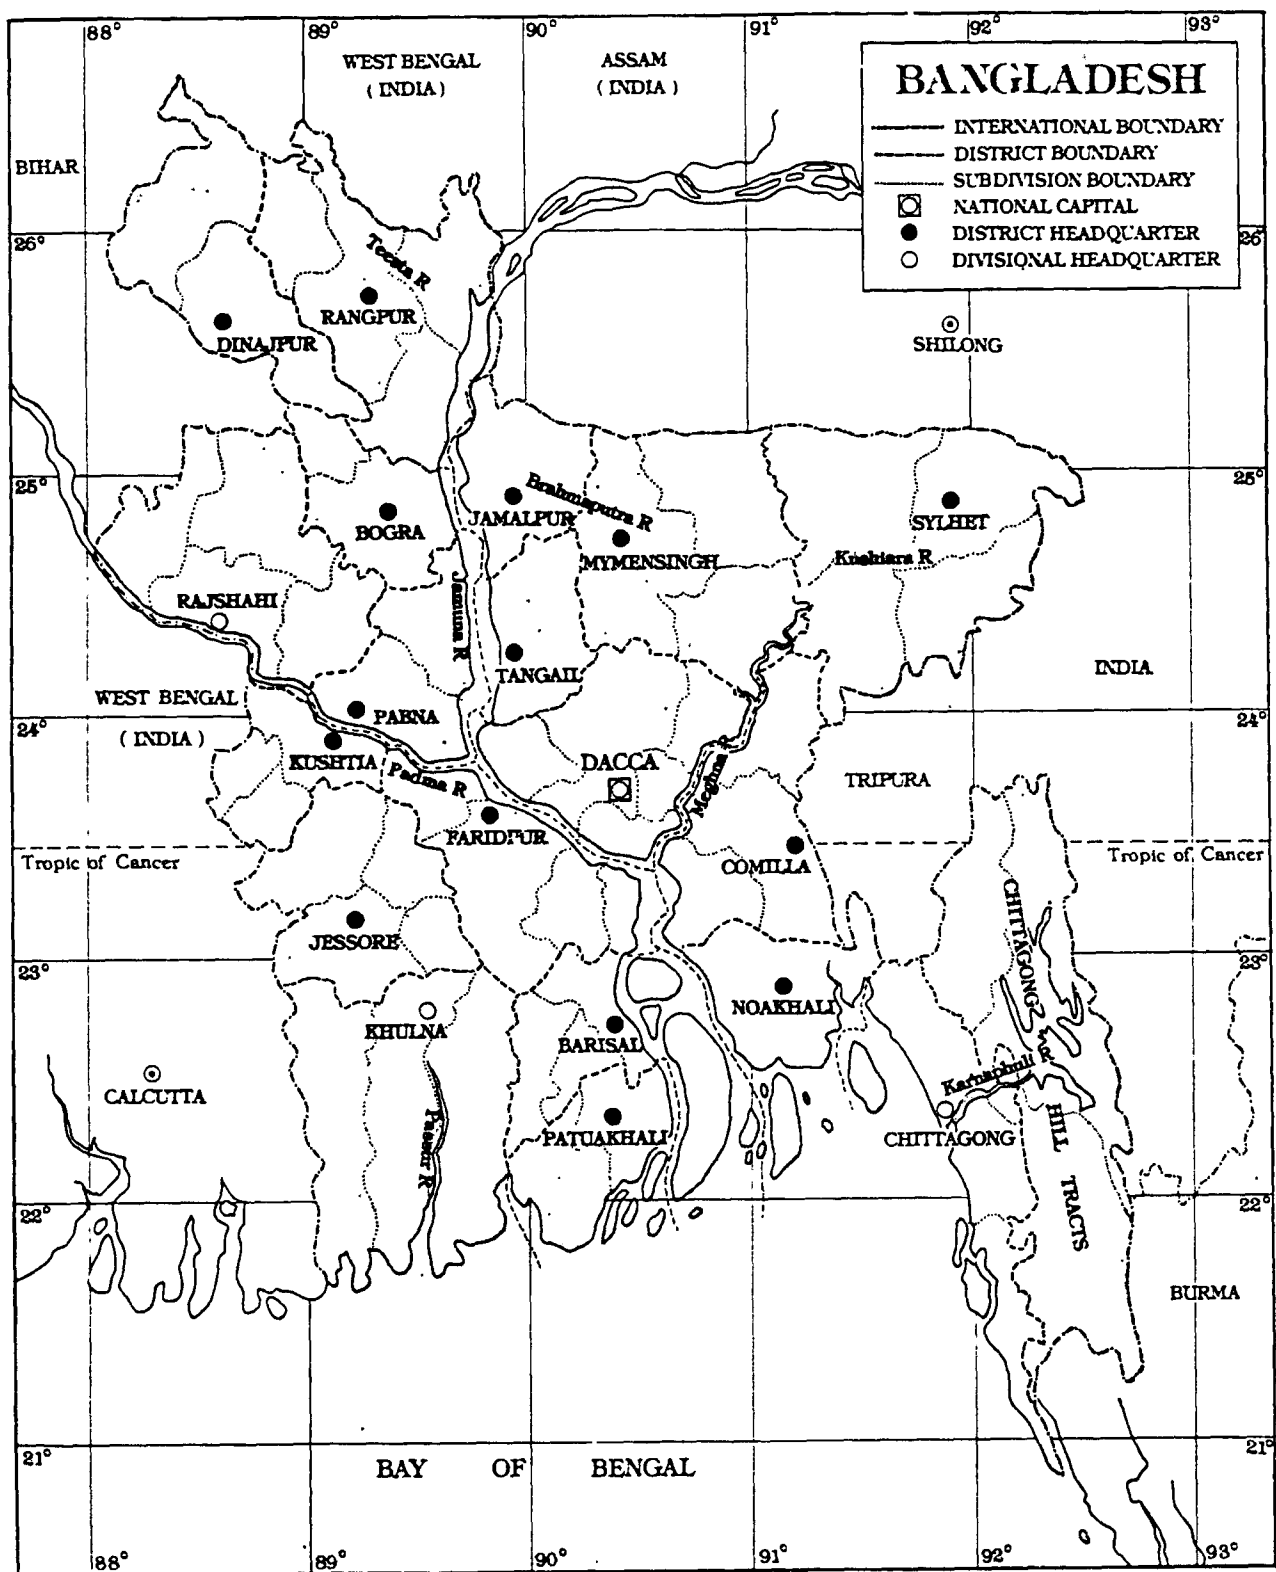 88° 89° 90° 91° 92° 93°
WEST BENGAL
( INDIA )
ASSAM
( INDIA )
BANGLADESH
INTERNATIONAL BOUNDARY
DISTRICT BOUNDARY
SUBDIVISION BOUNDARY
NATIONAL CAPITAL
DISTRICT HEADQUARTER
DIVISIONAL HEADQUARTER
BIHAR
26° 26°
Teesta R
RANGPUR
DINAJPUR
SHILONG
25° 25°
Brahmaputra R
JAMALPUR
BOGRA
MYMENSINGH
SYLHET
Kushiara R
Jamuna R
RAJSHAHI
TANGAIL
INDIA
WEST BENGAL
( INDIA )
PABNA
24° 24°
KUSHTIA
Padma R
DACCA
Meghna R
TRIPURA
FARIDPUR
COMILLA
Tropic of Cancer
Tropic of Cancer
JESSORE
23° 23°
CHITTAGONG
HILL
TRACTS
NOAKHALI
KHULNA
BARISAL
CALCUTTA
Karnaphuli R
Passur R
PATUAKHALI
CHITTAGONG
22° 22°
BURMA
21° 21°
BAY OF BENGAL
88° 89° 90° 91° 92° 93°